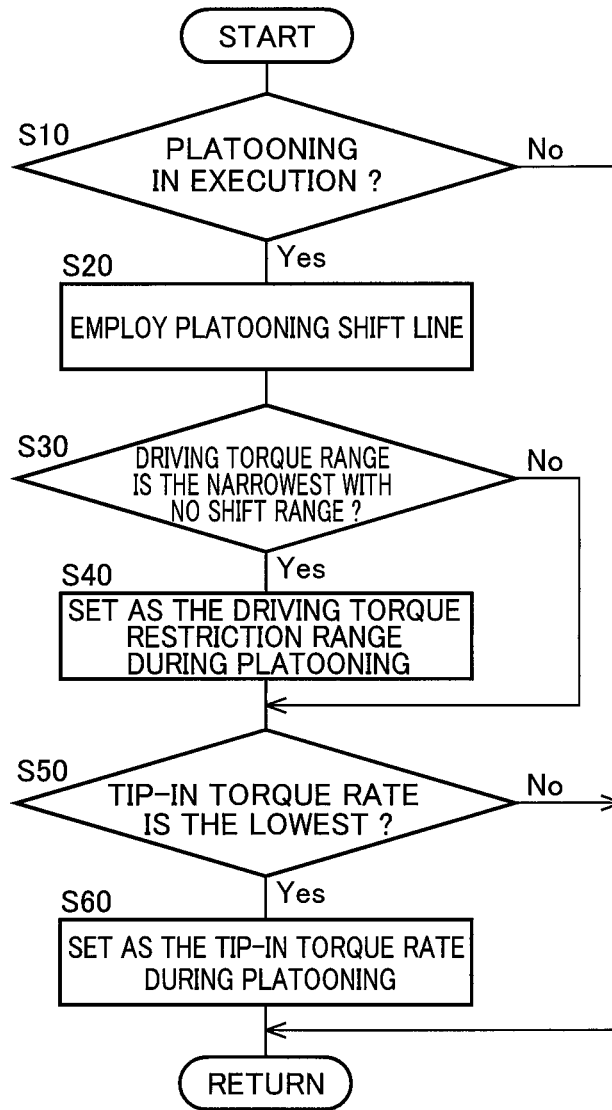 START
S10
PLATOONING
IN EXECUTION ?
No
Yes
S20
EMPLOY PLATOONING SHIFT LINE
S30
DRIVING TORQUE RANGE
IS THE NARROWEST WITH
NO SHIFT RANGE ?
No
Yes
S40
SET AS THE DRIVING TORQUE
RESTRICTION RANGE
DURING PLATOONING
S50
TIP-IN TORQUE RATE
IS THE LOWEST ?
No
Yes
S60
SET AS THE TIP-IN TORQUE RATE
DURING PLATOONING
RETURN